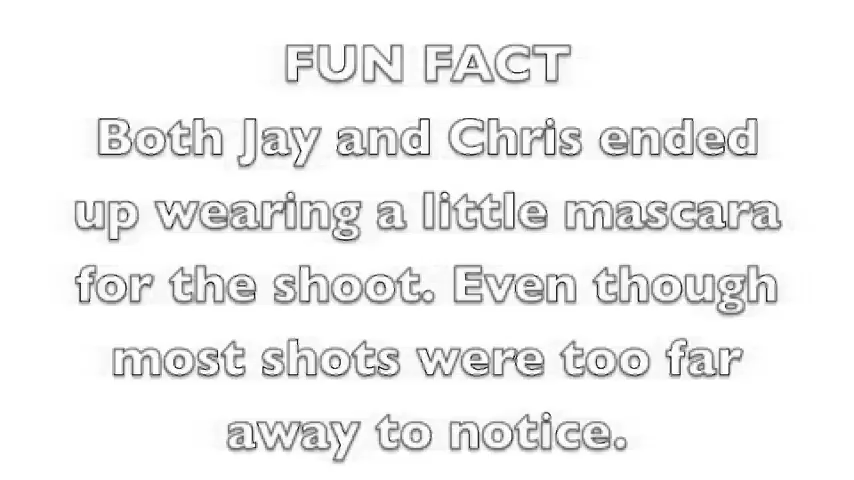 FUN FACT
Both Jay and Chris ended
up wearing a little mascara
for the shoot. Even though
most shots were too far
away to notice.